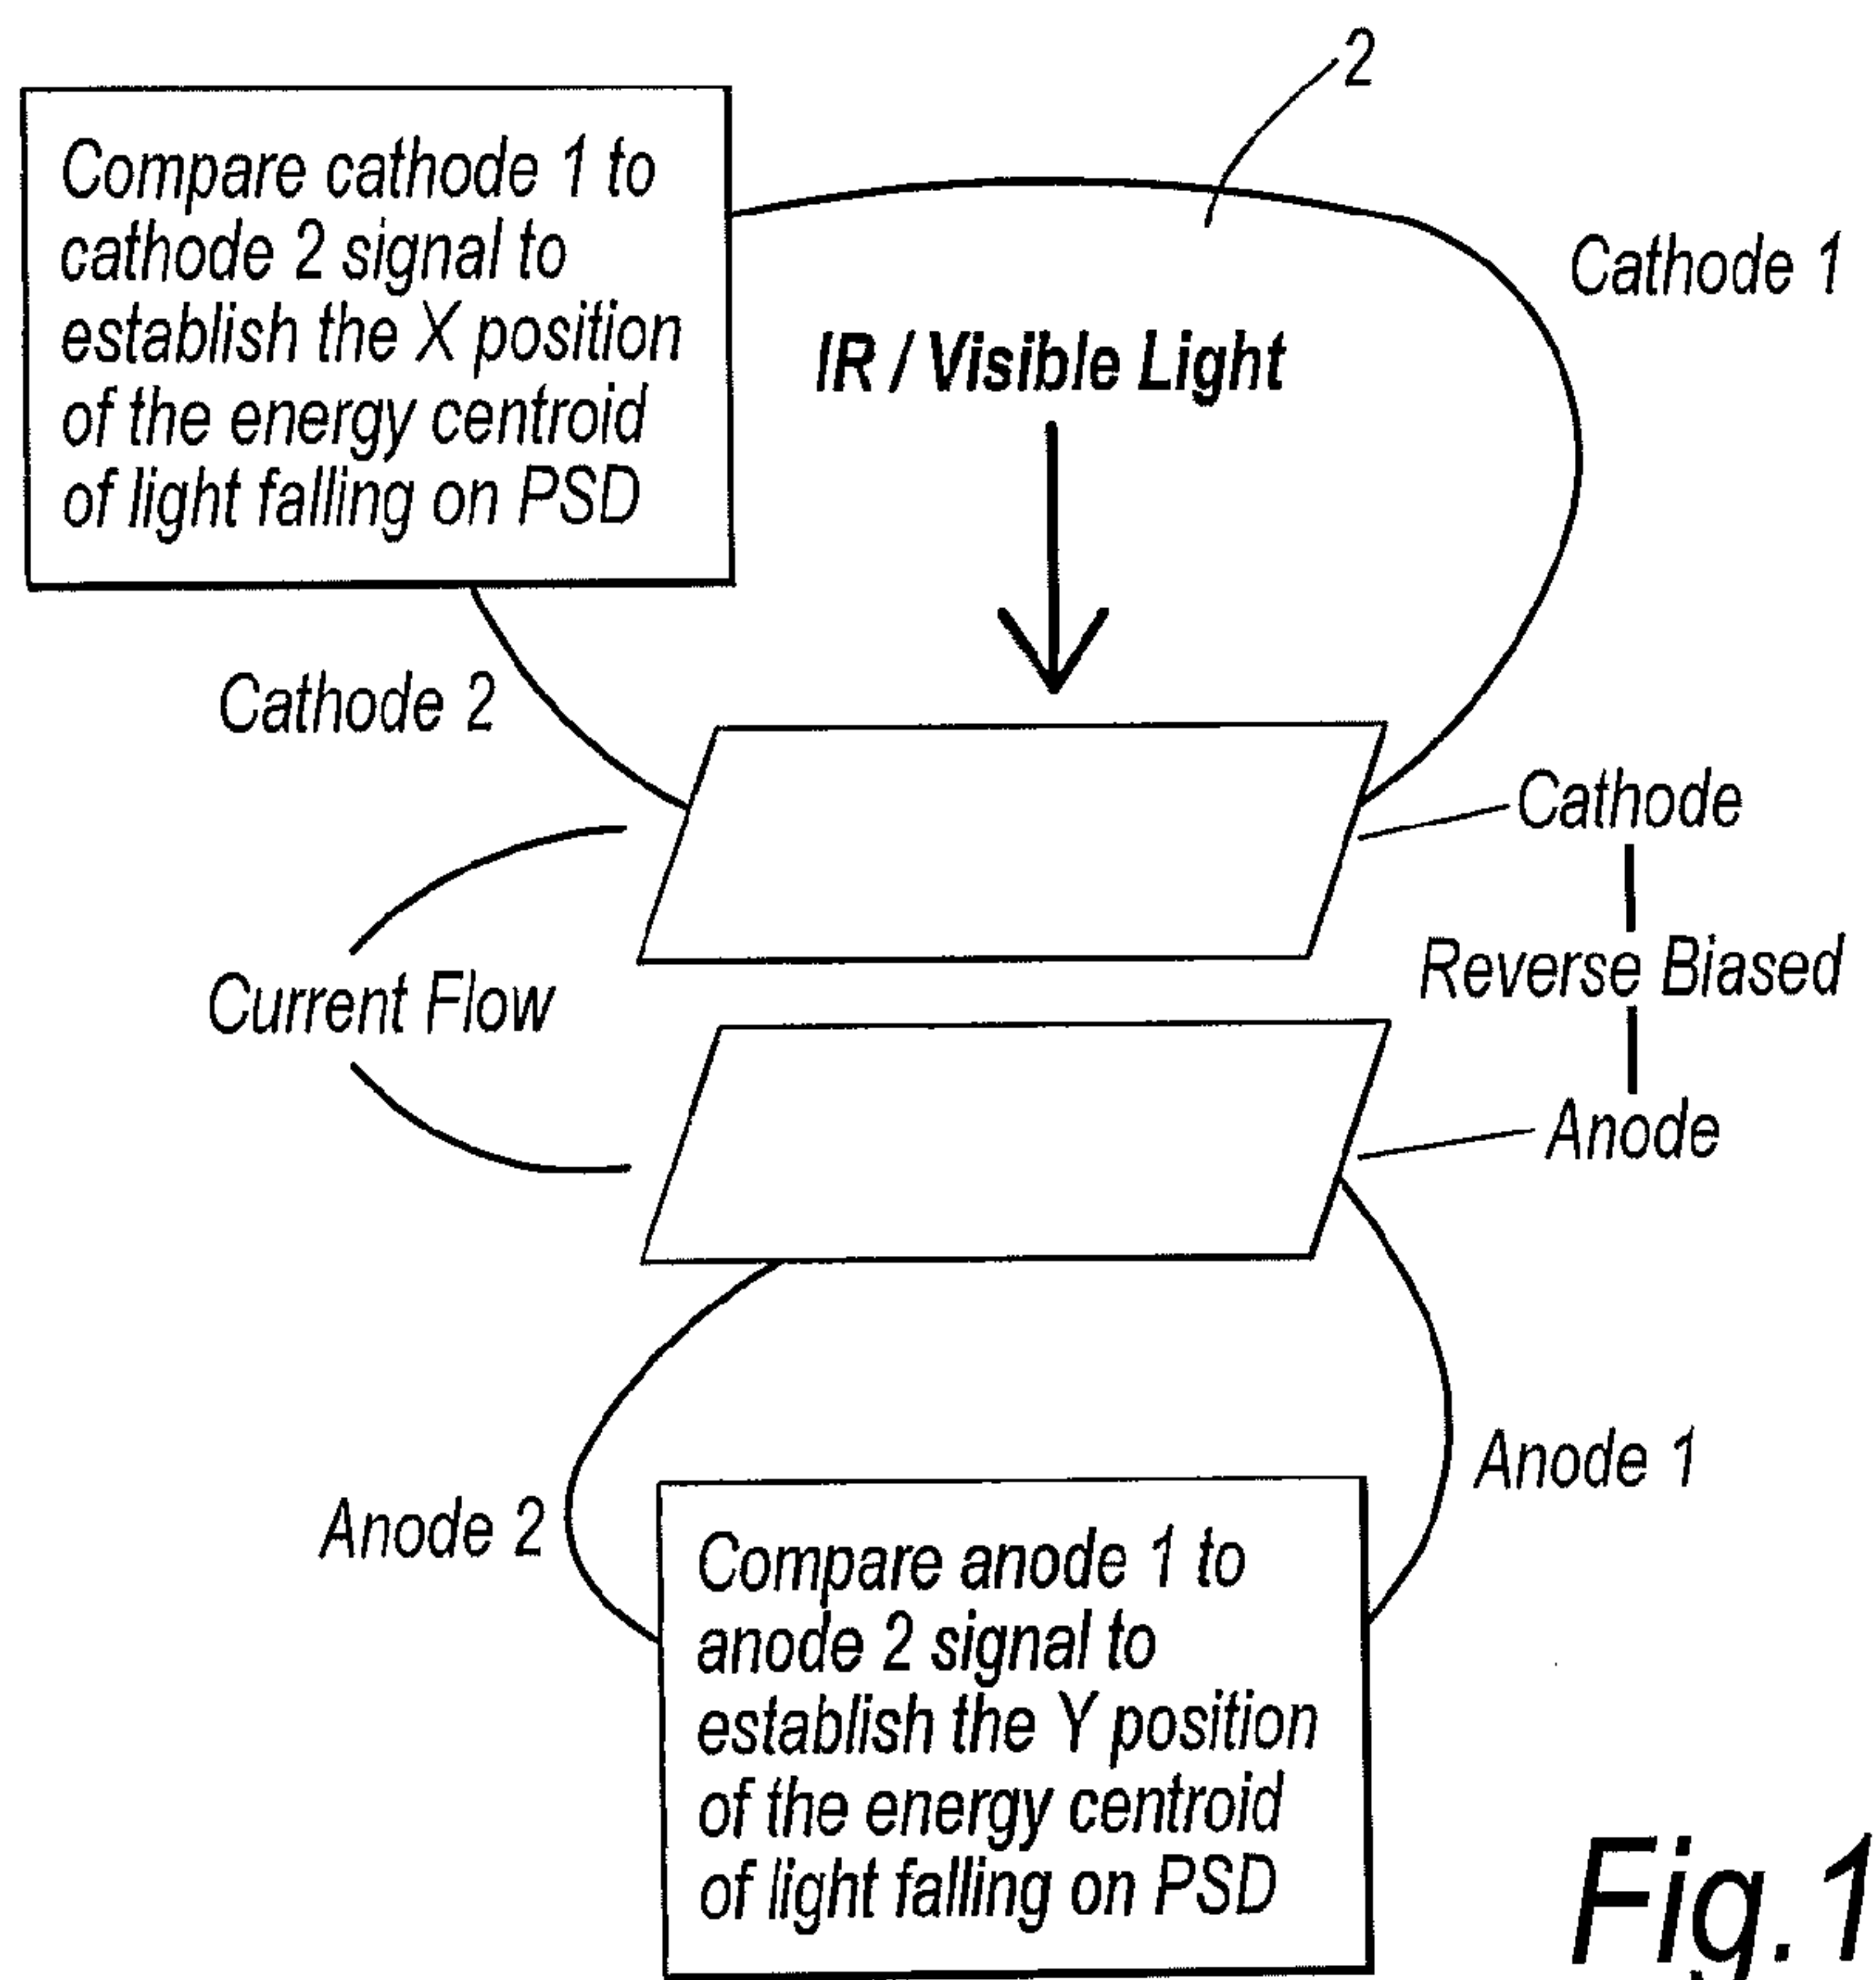 2
Compare cathode 1 to
cathode 2 signal to
establish the X position
of the energy centroid
of light falling on PSD
Cathode 1
IR / Visible Light
Cathode 2
Cathode
Reverse Biased
Current Flow
Anode
Anode 1
Anode 2
Compare anode 1 to
anode 2 signal to
establish the Y position
of the energy centroid
of light falling on PSD
Fig.1